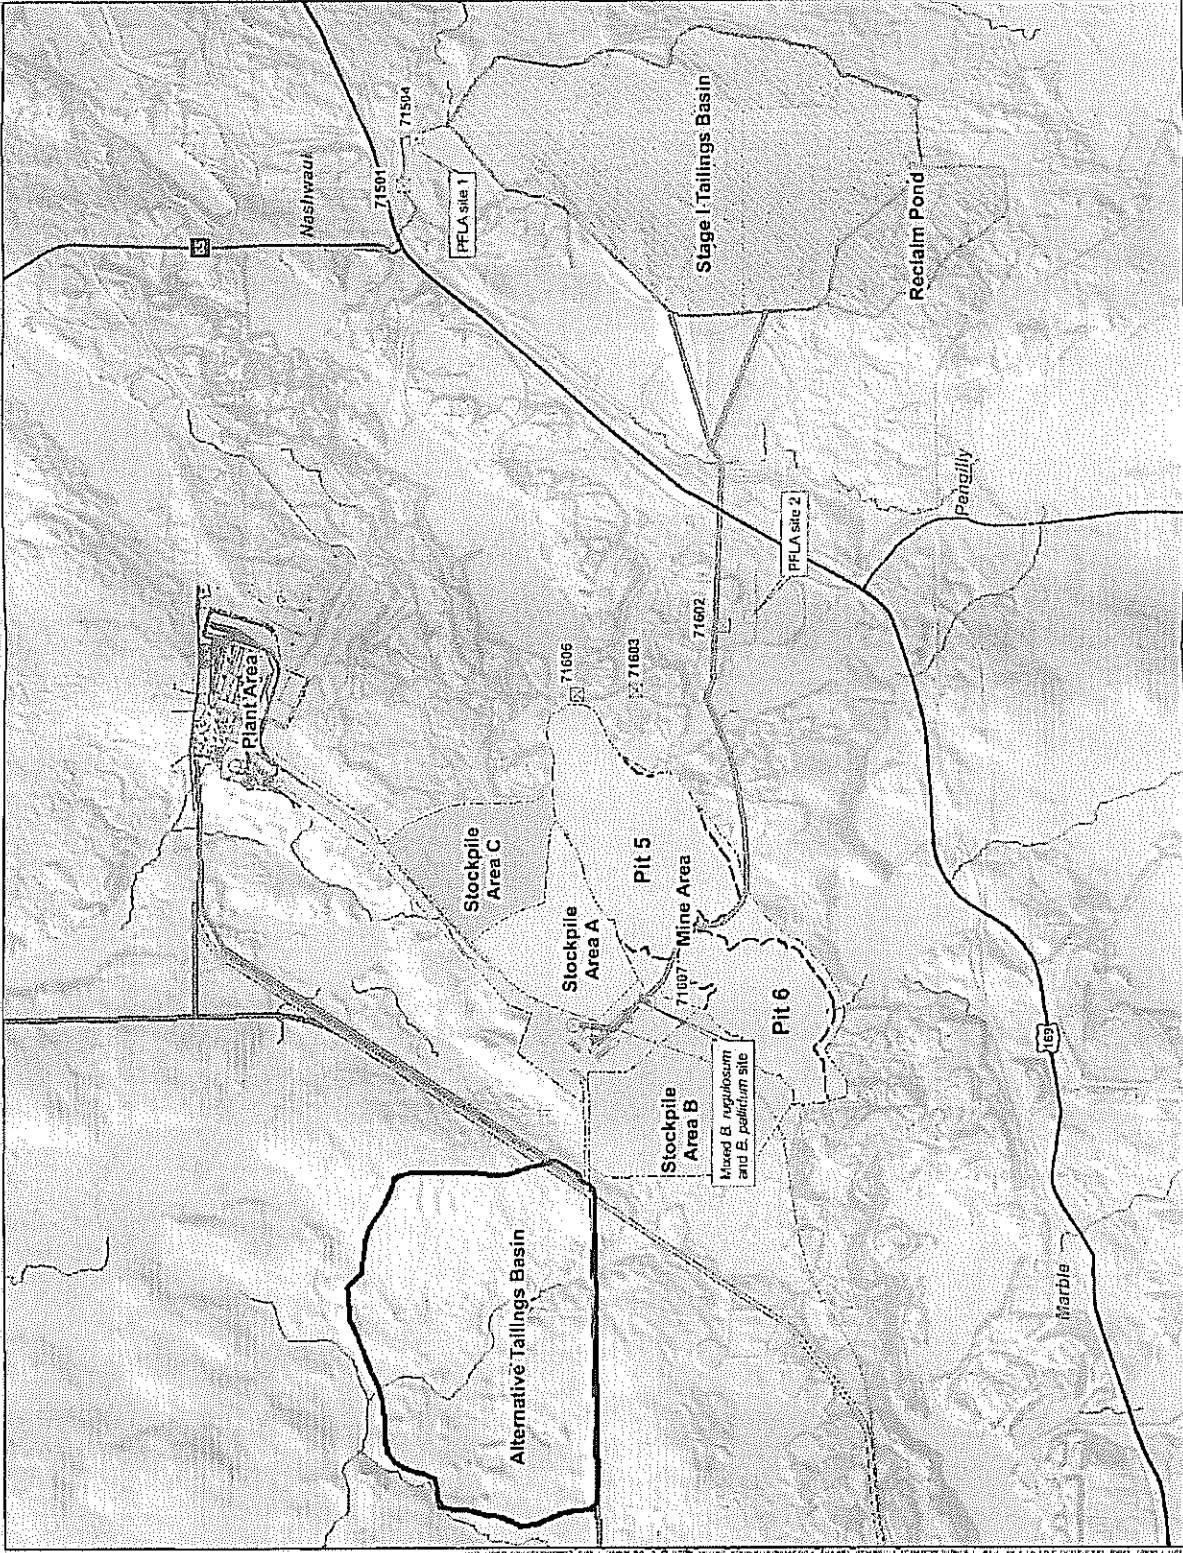 Nashwauk
71501
71504
PFLA site 1
Stage I Tailings Basin
Reclaim Pond
Plant Area
Stockpile
Area C
Stockpile
Area A
Pit 5
Mine Area
71606
71603
71602
PFLA site 2
Pengilly
71607
Pit 6
Stockpile
Area B
Mixed B. rugulosum
and B. pallidum site
Alternative Tailings Basin
Marble
169